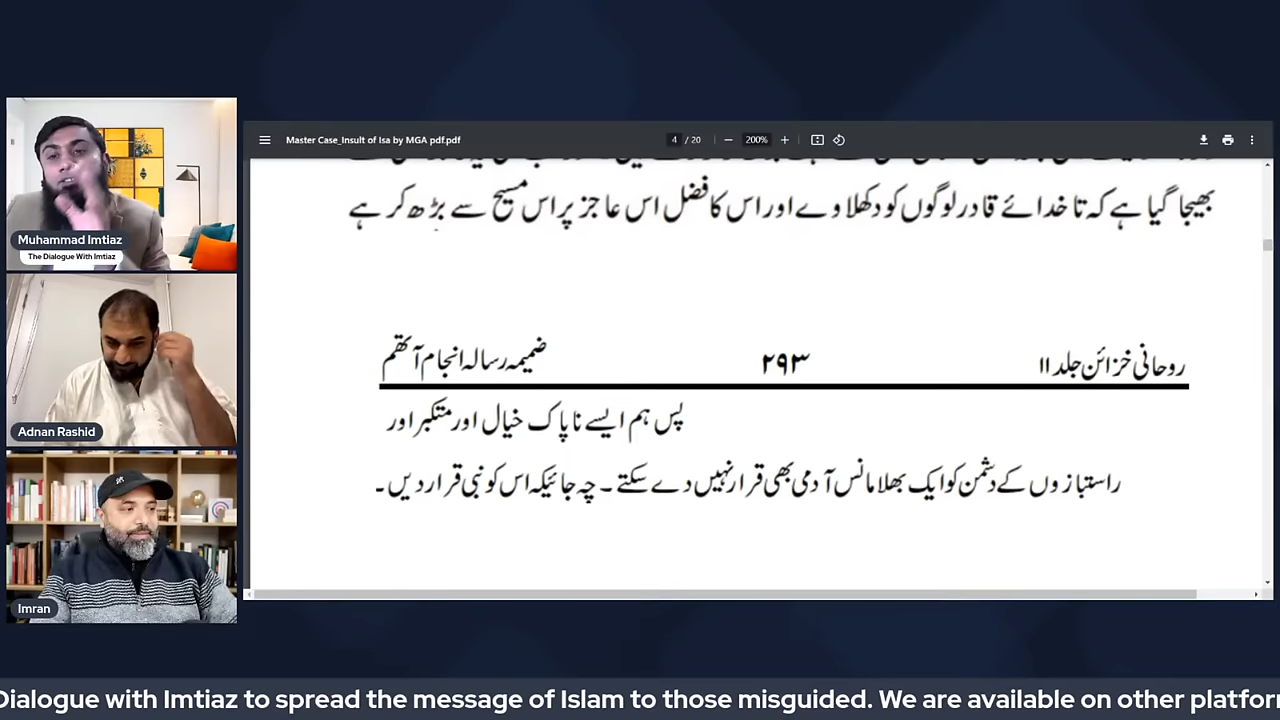 Master Case_Insult of Isa by MGA pdf.pdf
4 / 20
200%
بھیجا گیا ہے کہ تا خدائے قادر لوگوں کو دکھلاوے اور اس کا فضل اس عاجز پر اس مسیح سے بڑھ کر ہے
روحانی خزائن جلد ۱۱
۲۹۳
ضمیمہ رسالہ انجام آتھم
پس ہم ایسے ناپاک خیال اور متکبر اور
راستبازوں کے دشمن کو ایک بھلا مانس آدمی بھی قرار نہیں دے سکتے ۔ چہ جائیکہ اس کو نبی قرار دیں ۔
Muhammad Imtiaz
The Dialogue With Imtiaz
Adnan Rashid
Imran
Dialogue with Imtiaz to spread the message of Islam to those misguided. We are available on other platfor